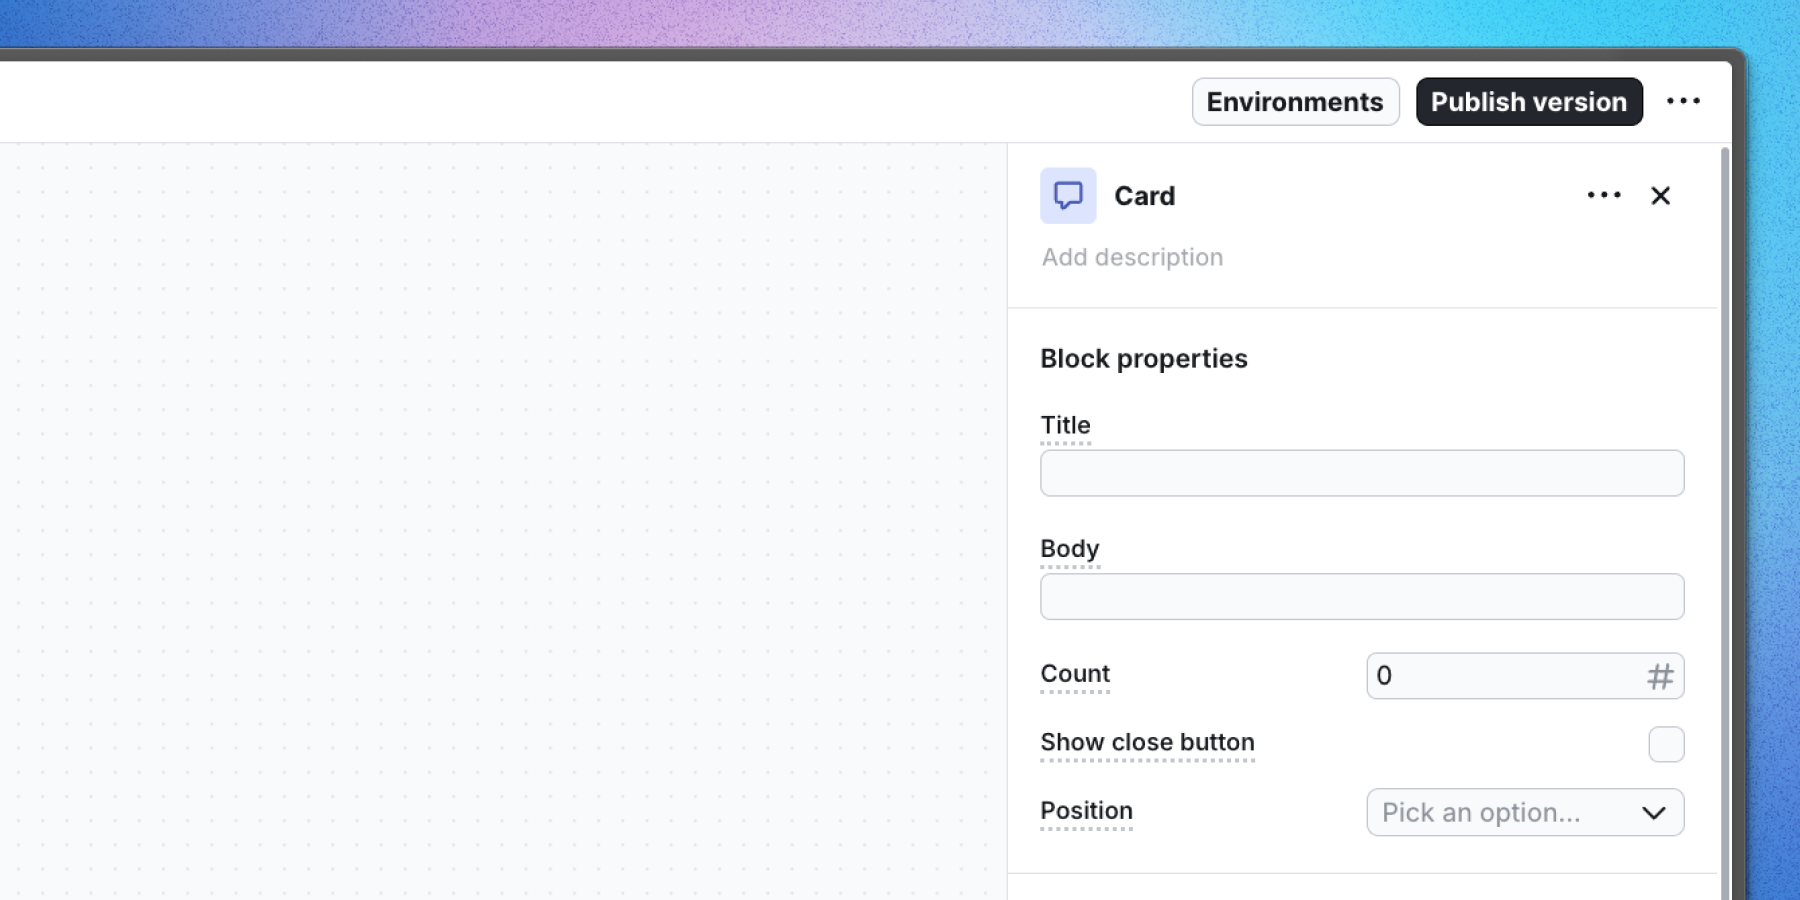 Environments
Publish version
Card
Add description
Block properties
Title
Body
Count
0
#
Show close button
Position
Pick an option...